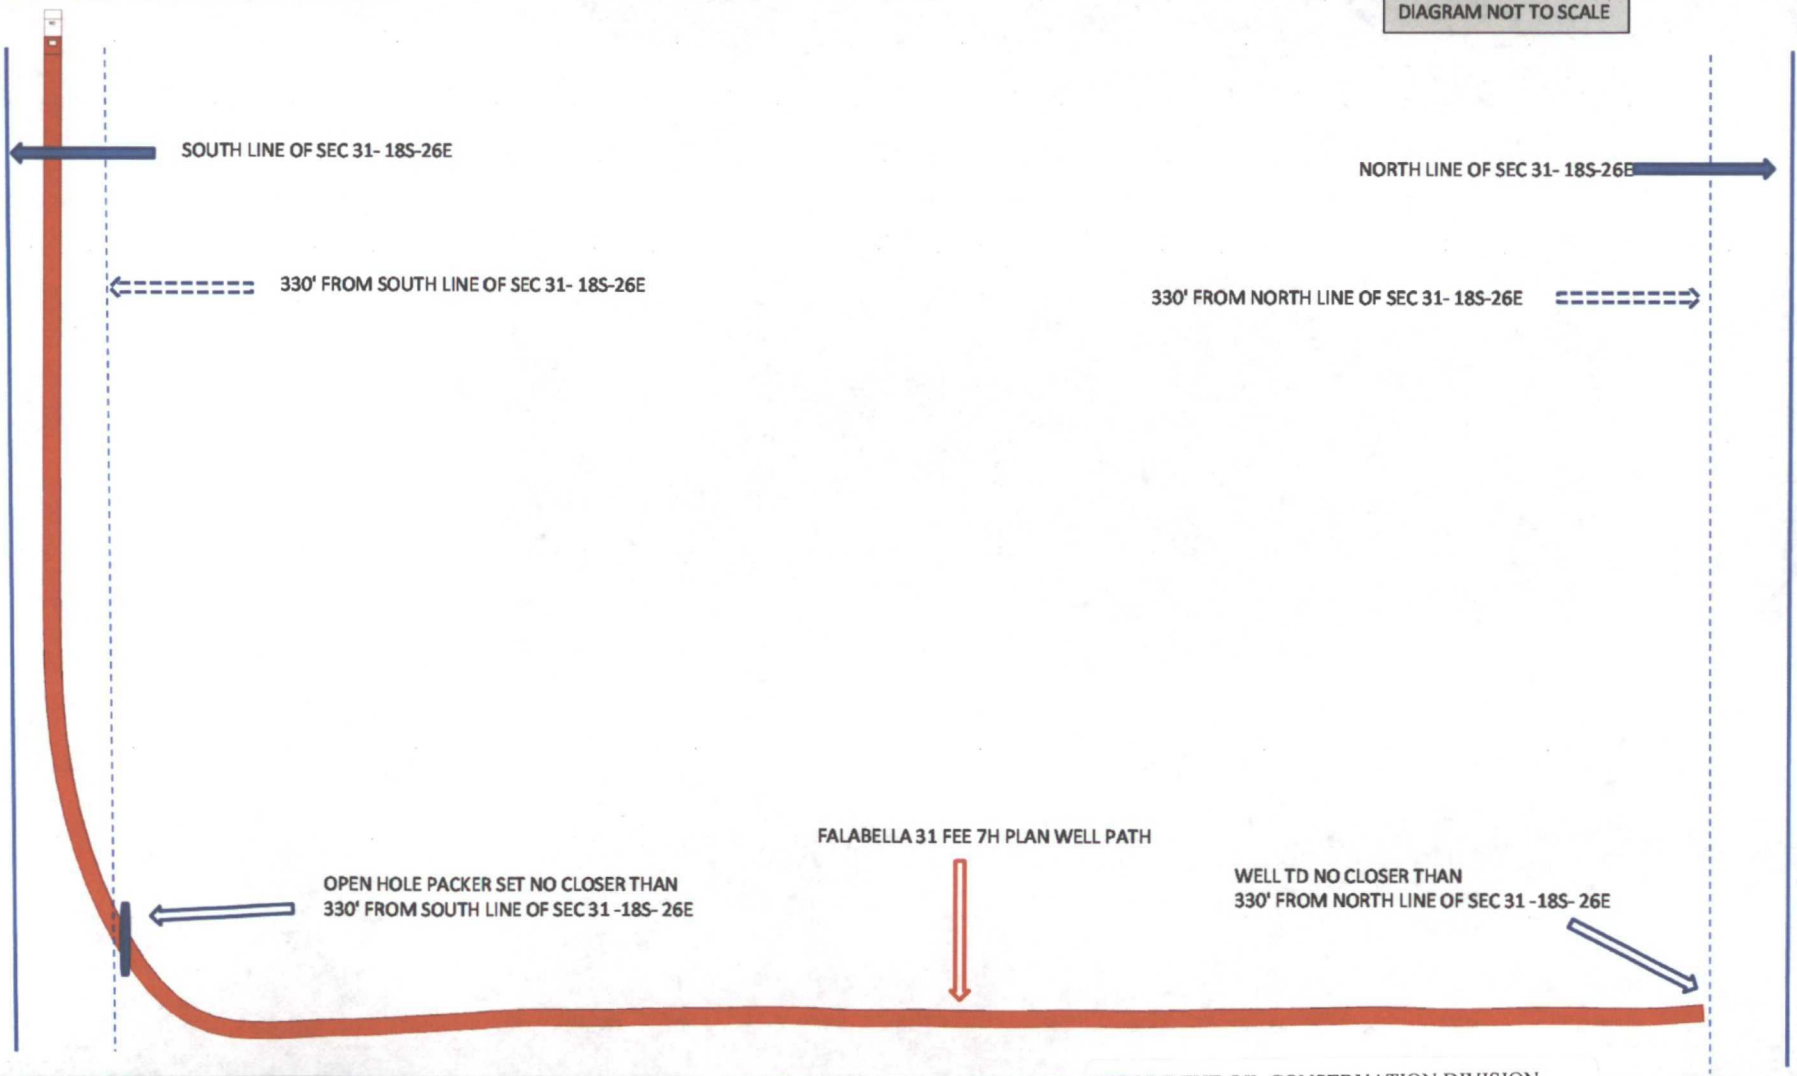 DIAGRAM NOT TO SCALE
SOUTH LINE OF SEC 31- 18S-26E
NORTH LINE OF SEC 31- 18S-26E
330' FROM SOUTH LINE OF SEC 31- 18S-26E
330' FROM NORTH LINE OF SEC 31- 18S-26E
FALABELLA 31 FEE 7H PLAN WELL PATH
OPEN HOLE PACKER SET NO CLOSER THAN
330' FROM SOUTH LINE OF SEC 31 -18S- 26E
WELL TD NO CLOSER THAN
330' FROM NORTH LINE OF SEC 31 -18S- 26E
CONSERVATION DIVISION